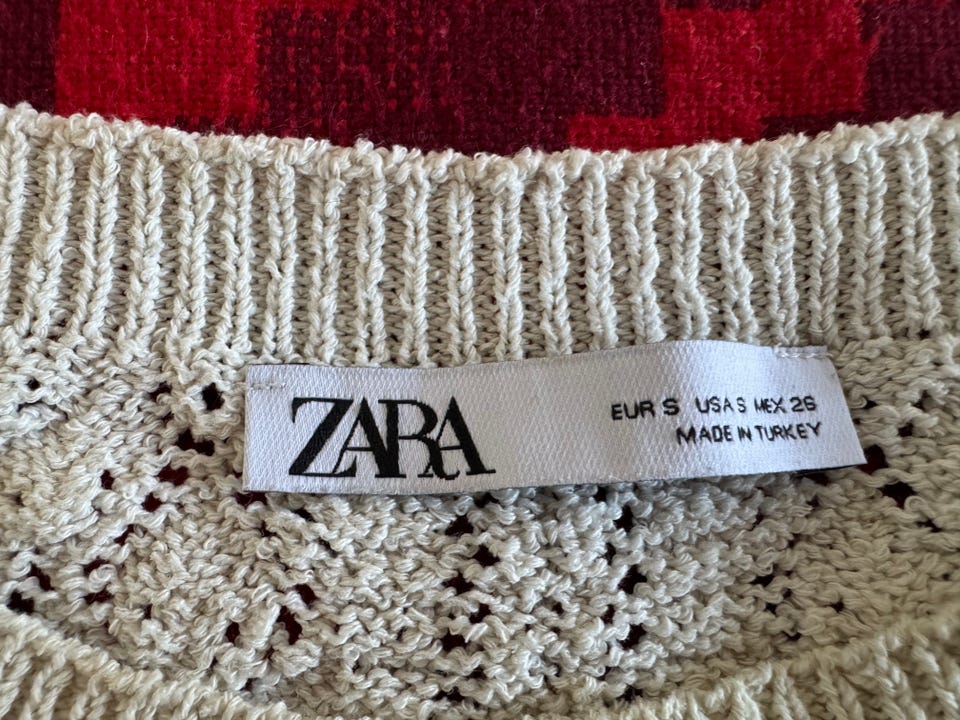 ZARA
EUR S USA S MEX 26
MADE IN TURKEY